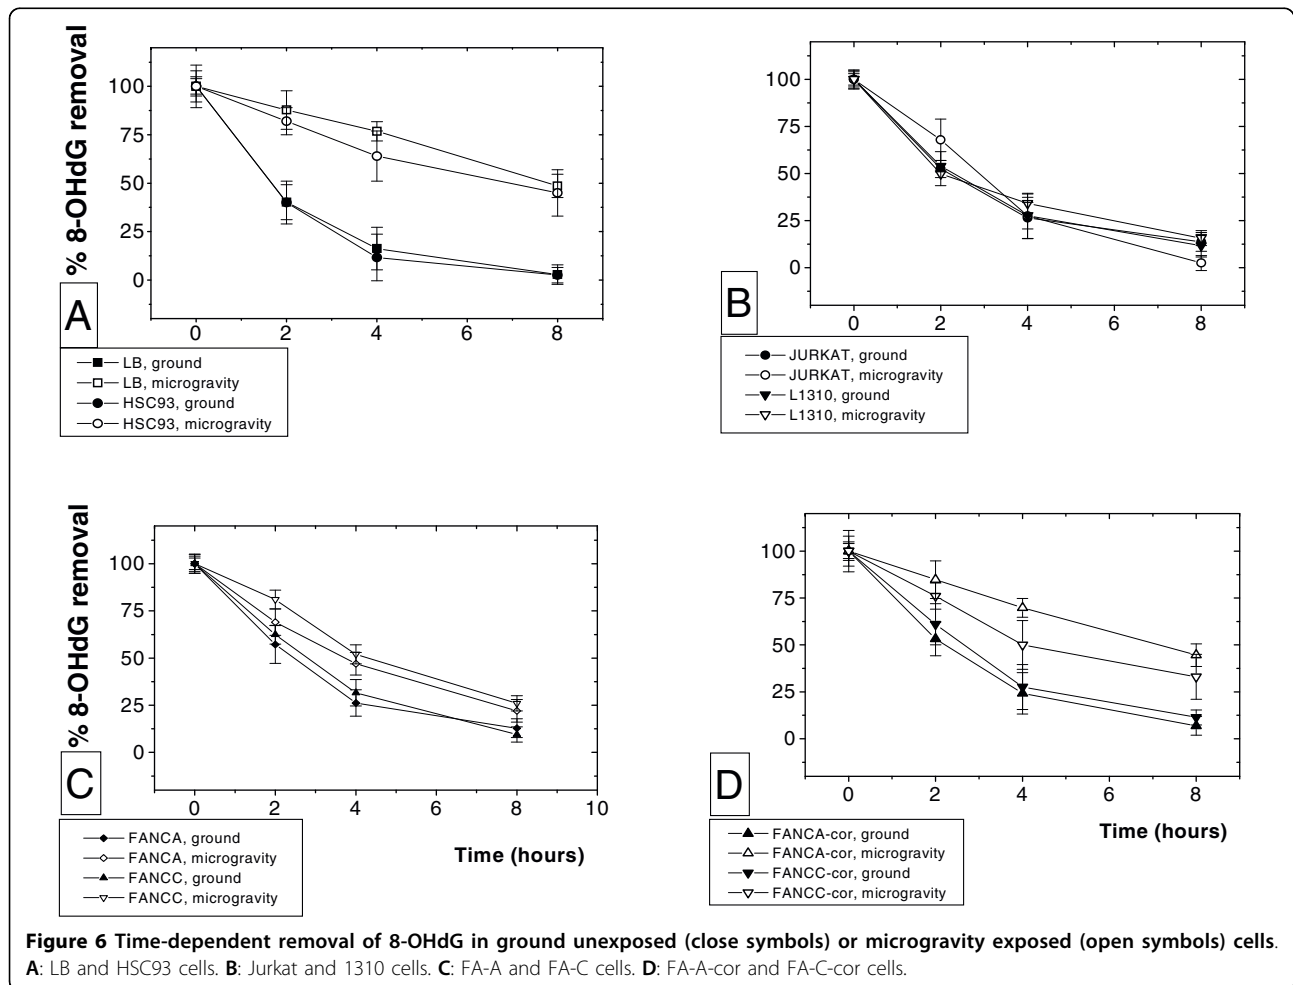 % 8-OHdG removal
100
75
50
25
0
0 2 4 6 8
A
LB, ground
LB, microgravity
HSC93, ground
HSC93, microgravity
100
75
50
25
0
0 2 4 6 8
B
JURKAT, ground
JURKAT, microgravity
L1310, ground
L1310, microgravity
% 8-OHdG removal
100
75
50
25
0
0 2 4 6 8 10
C
Time (hours)
FANCA, ground
FANCA, microgravity
FANCC, ground
FANCC, microgravity
100
75
50
25
0
0 2 4 6 8
D
Time (hours)
FANCA-cor, ground
FANCA-cor, microgravity
FANCC-cor, ground
FANCC-cor, microgravity
Figure 6 Time-dependent removal of 8-OHdG in ground unexposed (close symbols) or microgravity exposed (open symbols) cells.
A: LB and HSC93 cells. B: Jurkat and 1310 cells. C: FA-A and FA-C cells. D: FA-A-cor and FA-C-cor cells.